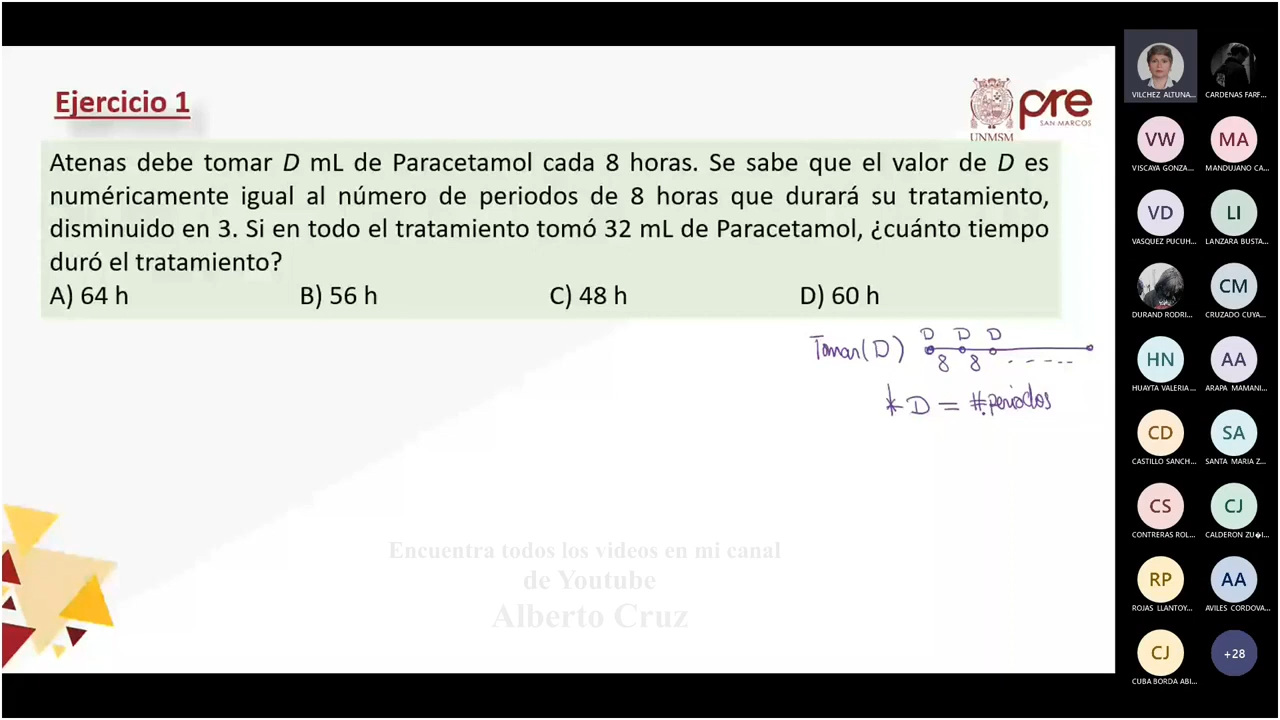 Ejercicio 1
UNMSM
pre
SAN MARCOS
Atenas debe tomar D mL de Paracetamol cada 8 horas. Se sabe que el valor de D es
numéricamente igual al número de periodos de 8 horas que durará su tratamiento,
disminuido en 3. Si en todo el tratamiento tomó 32 mL de Paracetamol, ¿cuánto tiempo
duró el tratamiento?
A) 64 h B) 56 h C) 48 h D) 60 h
D D D
Tomar(D)
8 8
* D = #.periodos
Encuentra todos los videos en mi canal
de Youtube
Alberto Cruz
VILCHEZ ALTUNA... CARDENAS FARF...
VW MA
VISCAYA GONZA... MANDUJANO CA...
VD LI
VASQUEZ PUCUH... LANZARA BUSTA...
CM
DURAND RODRI... CRUZADO CUYA...
HN AA
HUAYTA VALERIA... ARAPA MAMANI...
CD SA
CASTILLO SANCH... SANTA MARIA Z...
CS CJ
CONTRERAS ROL... CALDERON ZU�I...
RP AA
ROJAS LLANTOY... AVILES CORDOVA...
CJ +28
CUBA BORDA ABI...